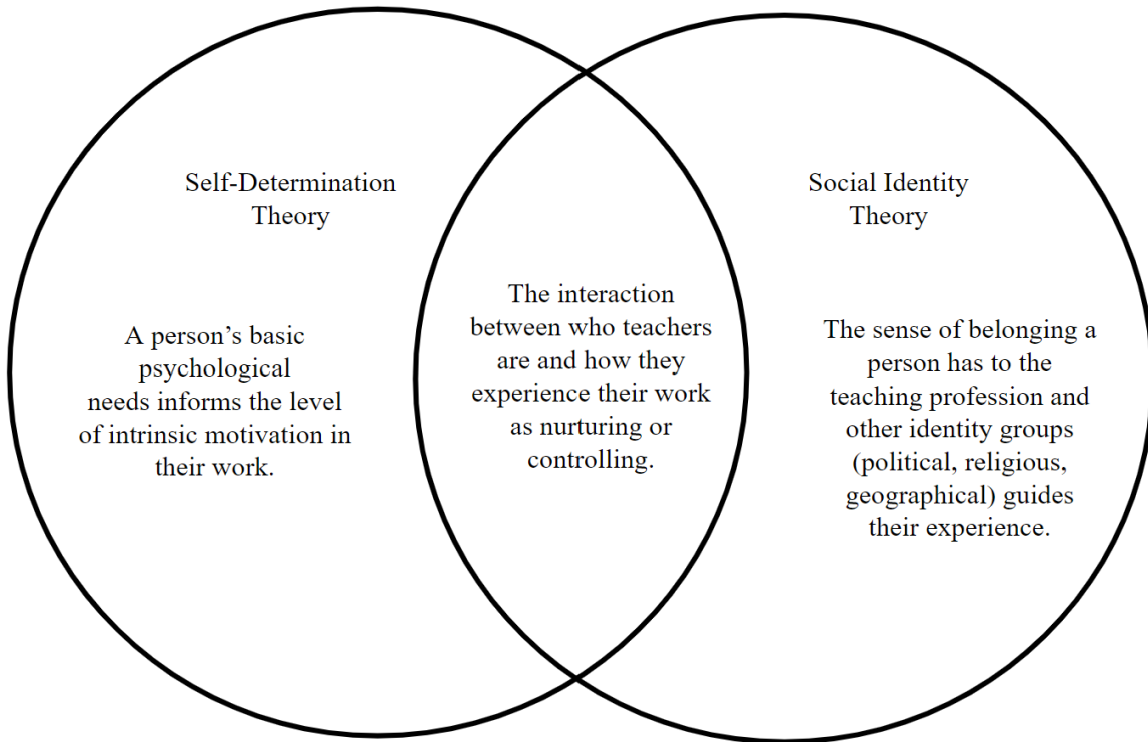 Self-Determination
Theory
A person’s basic
psychological
needs informs the level
of intrinsic motivation in
their work.
The interaction
between who teachers
are and how they
experience their work
as nurturing or
controlling.
Social Identity
Theory
The sense of belonging a
person has to the
teaching profession and
other identity groups
(political, religious,
geographical) guides
their experience.